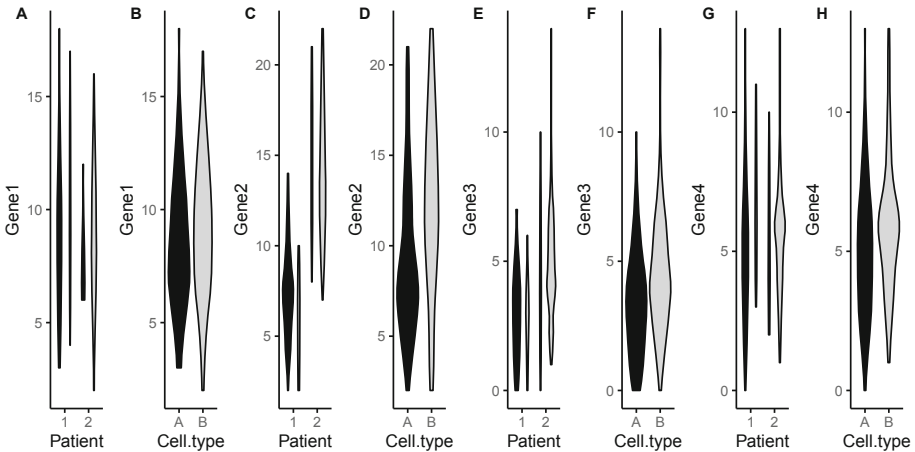 A B C D E F G H
15
10
5
Gene1
1 2
Patient
15
10
5
Gene1
A B
Cell.type
20
15
10
5
Gene2
1 2
Patient
20
15
10
5
Gene2
A B
Cell.type
10
5
0
Gene3
1 2
Patient
10
5
0
Gene3
A B
Cell.type
10
5
0
Gene4
1 2
Patient
10
5
0
Gene4
A B
Cell.type